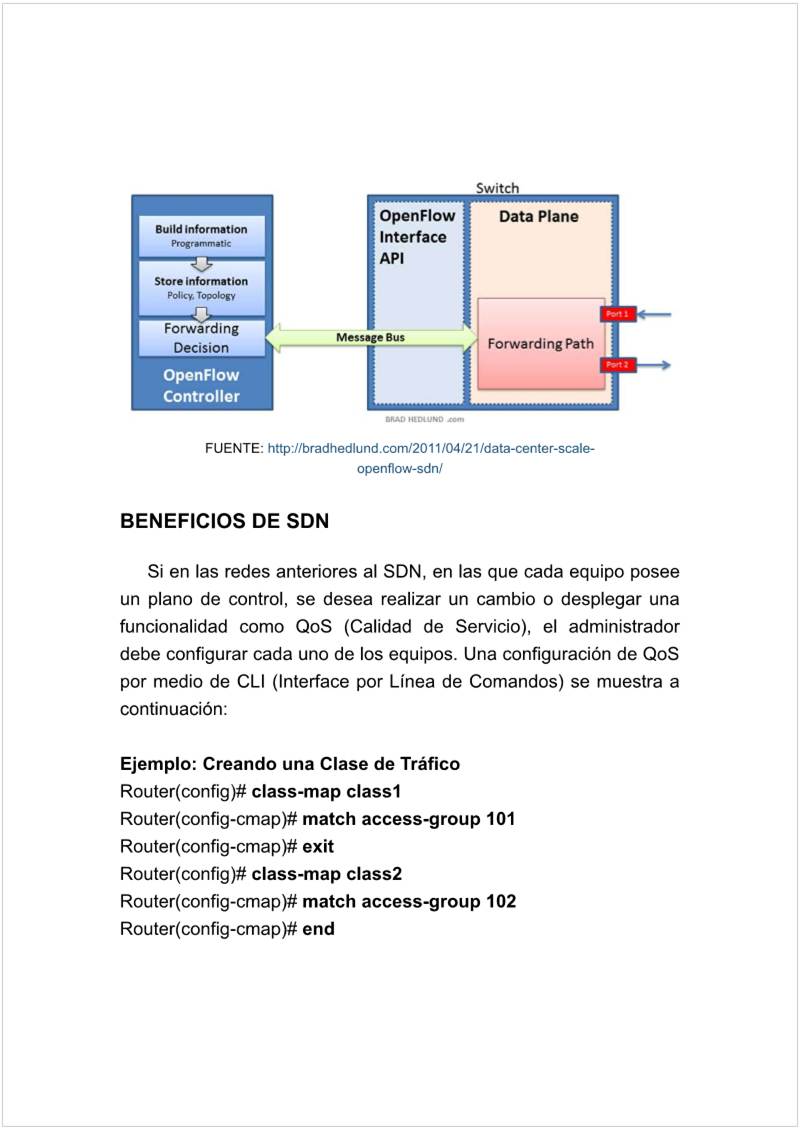 Switch
Build information
Programmatic
Store information
Policy, Topology
Forwarding
Decision
OpenFlow
Controller
Message Bus
OpenFlow
Interface
API
Data Plane
Forwarding Path
Port 1
Port 2
BRAD HEDLUND .com
FUENTE: http://bradhedlund.com/2011/04/21/data-center-scale-
openflow-sdn/
BENEFICIOS DE SDN
Si en las redes anteriores al SDN, en las que cada equipo posee
un plano de control, se desea realizar un cambio o desplegar una
funcionalidad como QoS (Calidad de Servicio), el administrador
debe configurar cada uno de los equipos. Una configuración de QoS
por medio de CLI (Interface por Línea de Comandos) se muestra a
continuación:
Ejemplo: Creando una Clase de Tráfico
Router(config)# class-map class1
Router(config-cmap)# match access-group 101
Router(config-cmap)# exit
Router(config)# class-map class2
Router(config-cmap)# match access-group 102
Router(config-cmap)# end